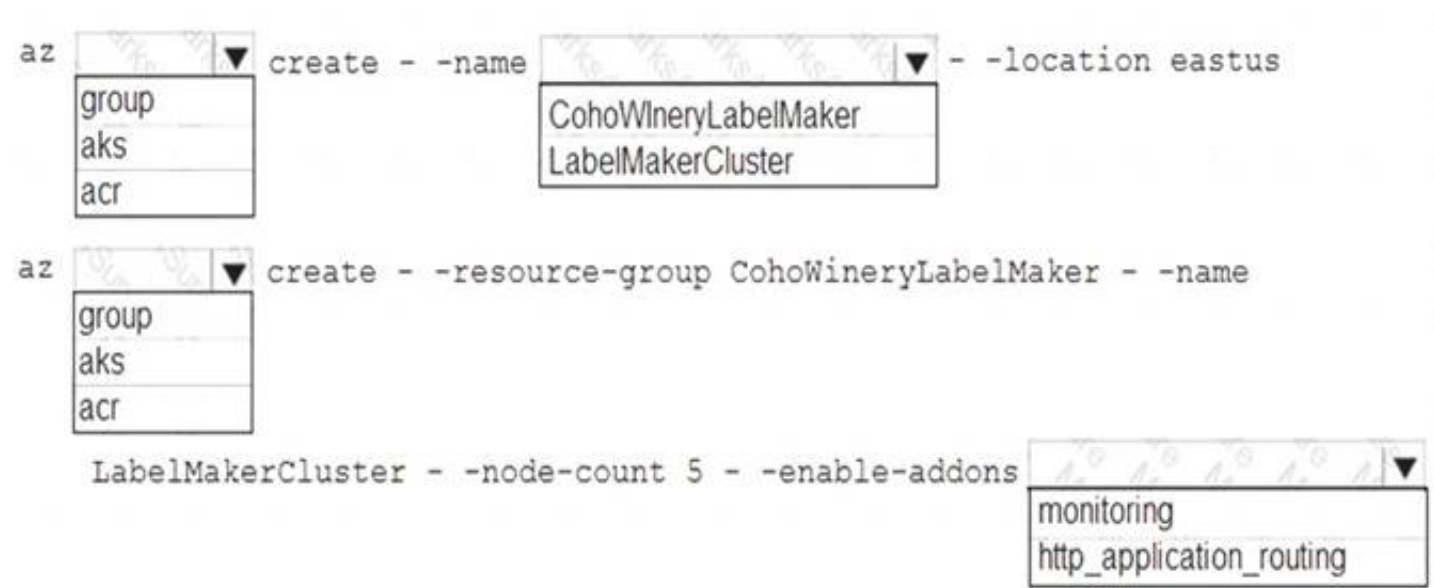 az ▼ create - -name ▼ - -location eastus
group
aks
acr
CohoWIneryLabelMaker
LabelMakerCluster
az ▼ create - -resource-group CohoWineryLabelMaker - -name
group
aks
acr
LabelMakerCluster - -node-count 5 - -enable-addons ▼
monitoring
http_application_routing